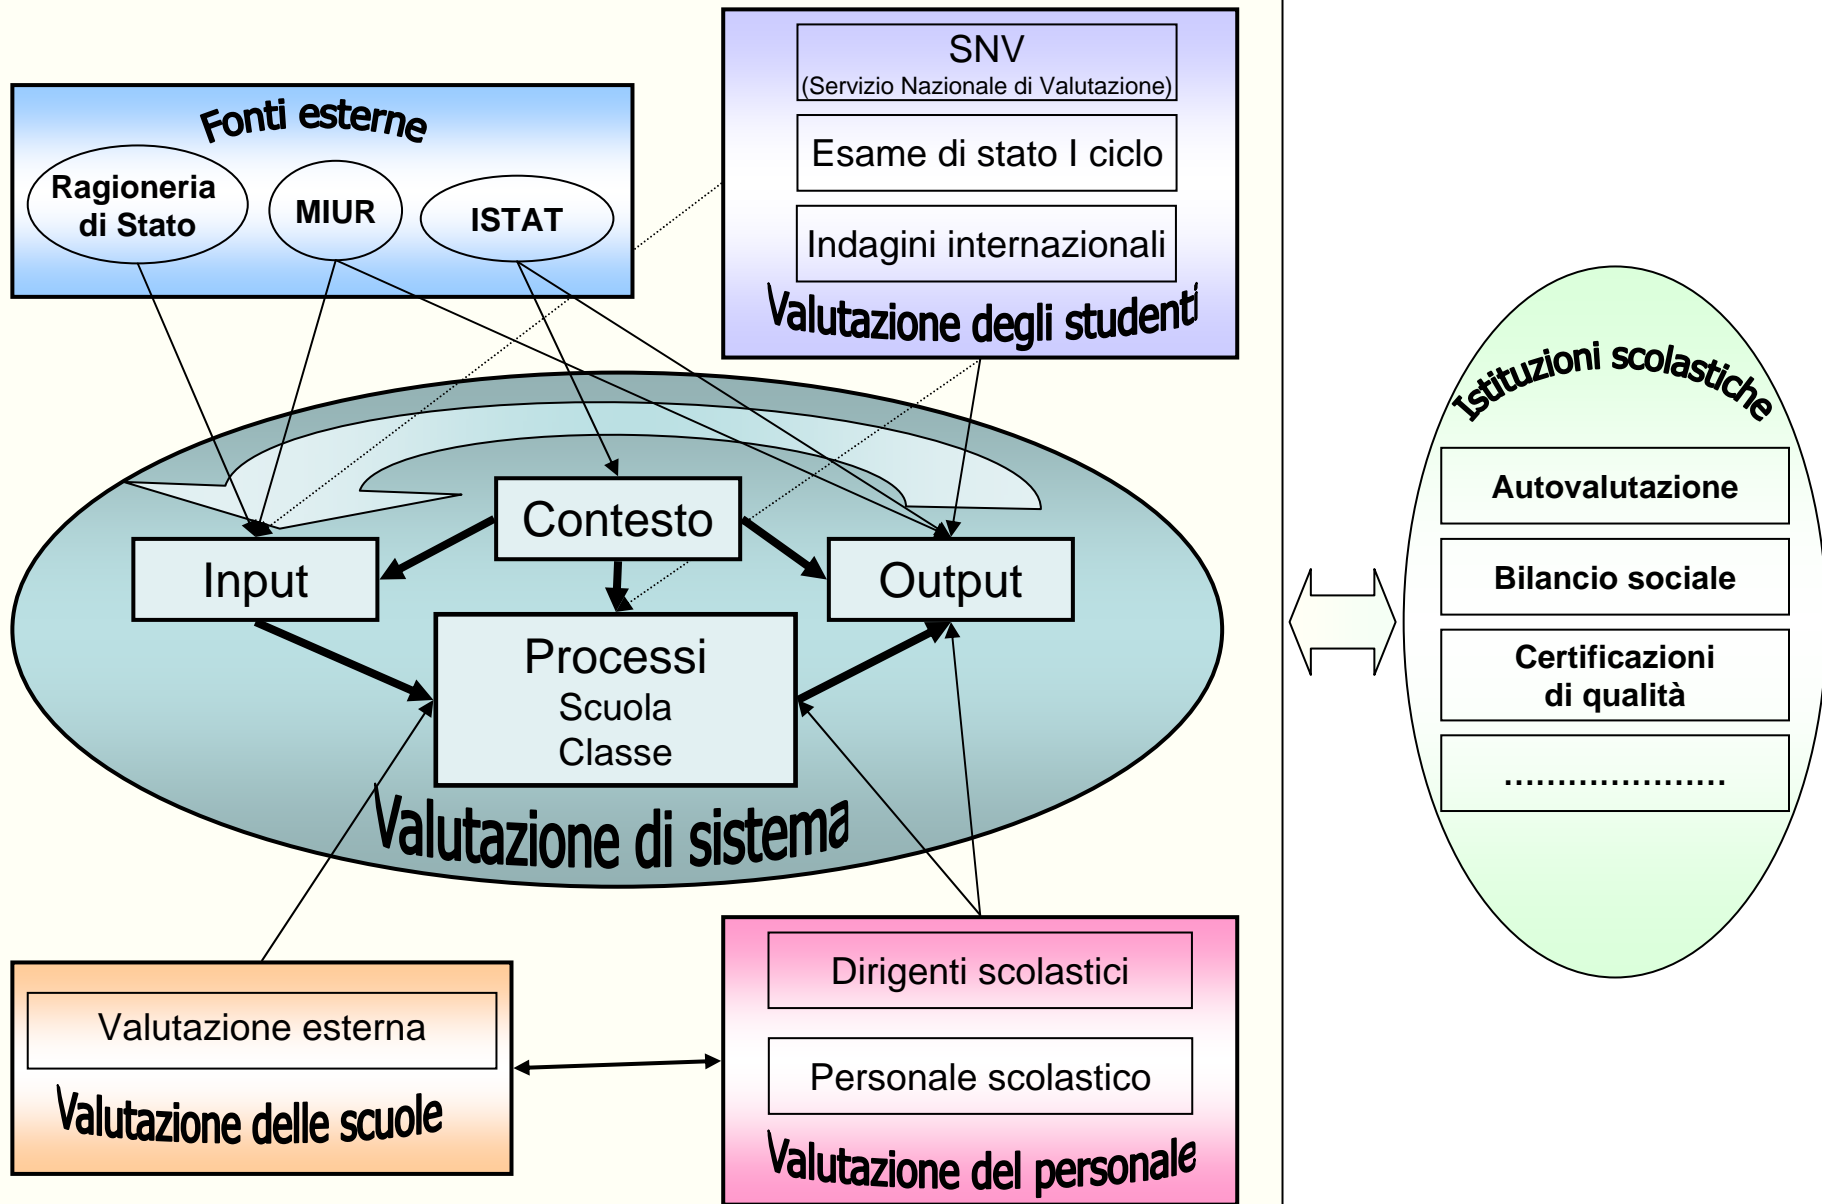 Fonti esterne
Ragioneria
di Stato
MIUR
ISTAT
SNV
(Servizio Nazionale di Valutazione)
Esame di stato I ciclo
Indagini internazionali
Valutazione degli studenti
Contesto
Input
Output
Processi
Scuola
Classe
Valutazione di sistema
Valutazione esterna
Valutazione delle scuole
Dirigenti scolastici
Personale scolastico
Valutazione del personale
Istituzioni scolastiche
Autovalutazione
Bilancio sociale
Certificazioni
di qualità
…………………